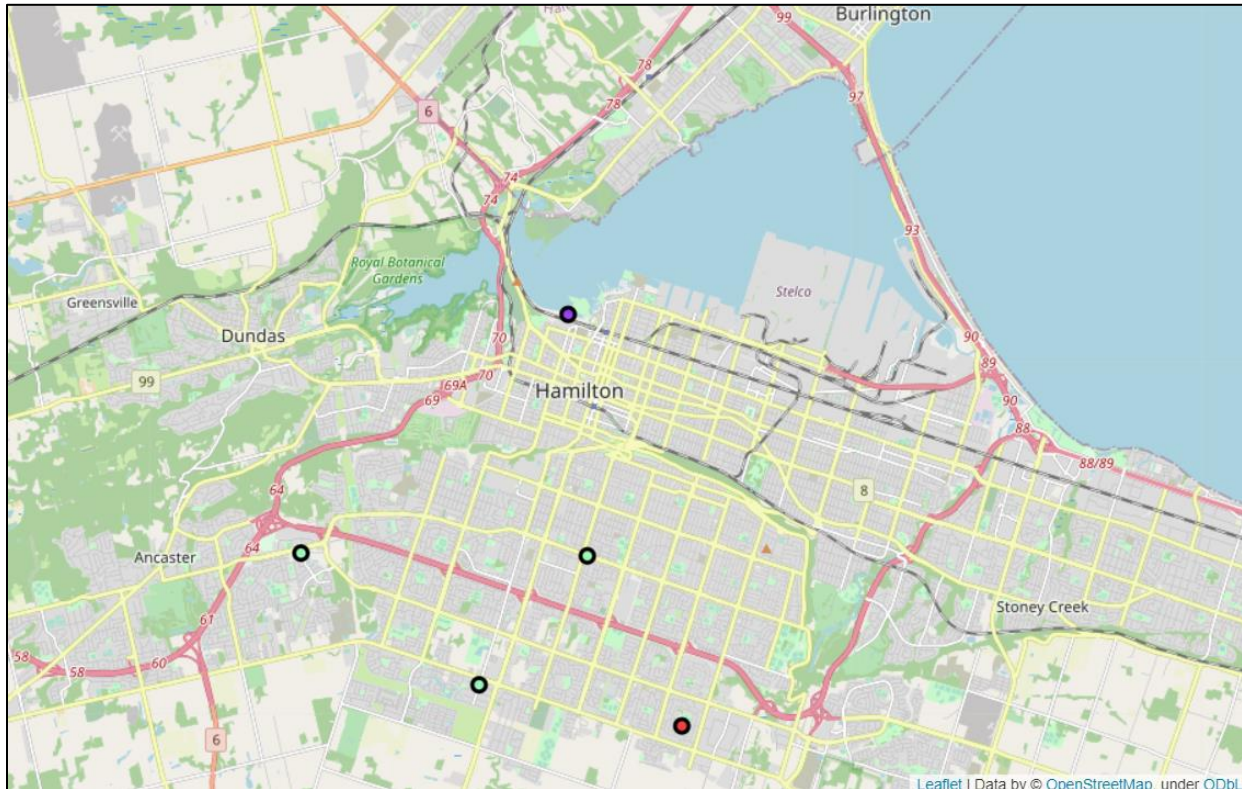 Burlington
99
78
78
97
6
74
74
93
Royal Botanical
Gardens
Stelco
Greensville
Dundas
70
90
99
69A
70
89
69
Hamilton
90
88
88/89
64
8
64
Ancaster
61
Stoney Creek
58
60
58
6
Leaflet | Data by © OpenStreetMap, under ODbL